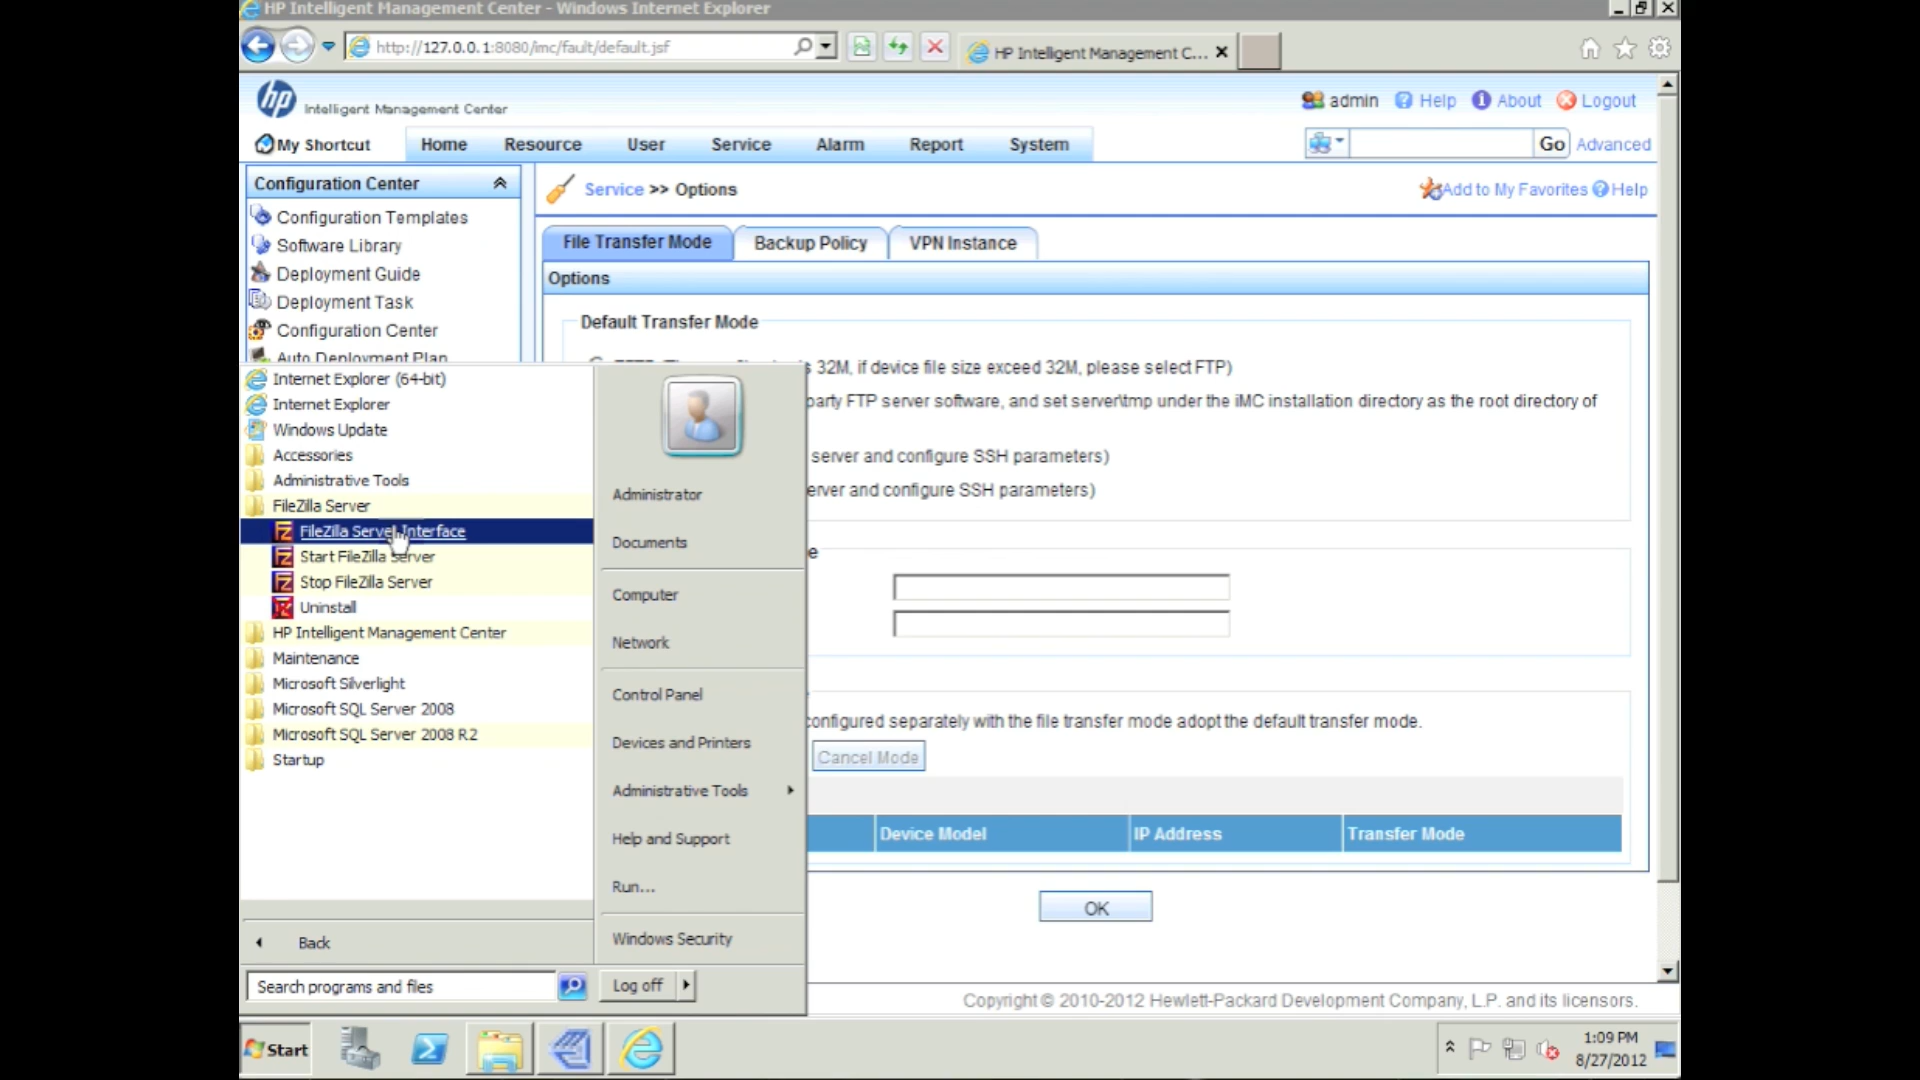 HP Intelligent Management Center - Windows Internet Explorer
http://127.0.0.1:8080/imc/fault/default.jsf
HP Intelligent Management C...
hp Intelligent Management Center
admin Help About Logout
My Shortcut Home Resource User Service Alarm Report System
Go Advanced
Configuration Center
Service >> Options
Add to My Favorites Help
Configuration Templates
Software Library
Deployment Guide
Deployment Task
Configuration Center
Auto Deployment Plan
File Transfer Mode Backup Policy VPN Instance
Options
Default Transfer Mode
32M, if device file size exceed 32M, please select FTP)
party FTP server software, and set server\tmp under the iMC installation directory as the root directory of
server and configure SSH parameters)
erver and configure SSH parameters)
e
configured separately with the file transfer mode adopt the default transfer mode.
Cancel Mode
Device Model IP Address Transfer Mode
OK
Copyright © 2010-2012 Hewlett-Packard Development Company, L.P. and its licensors.
Internet Explorer (64-bit)
Internet Explorer
Windows Update
Accessories
Administrative Tools
FileZilla Server
FileZilla Server Interface
Start FileZilla Server
Stop FileZilla Server
Uninstall
HP Intelligent Management Center
Maintenance
Microsoft Silverlight
Microsoft SQL Server 2008
Microsoft SQL Server 2008 R2
Startup
Back
Search programs and files
Administrator
Documents
Computer
Network
Control Panel
Devices and Printers
Administrative Tools
Help and Support
Run...
Windows Security
Log off
Start
1:09 PM
8/27/2012